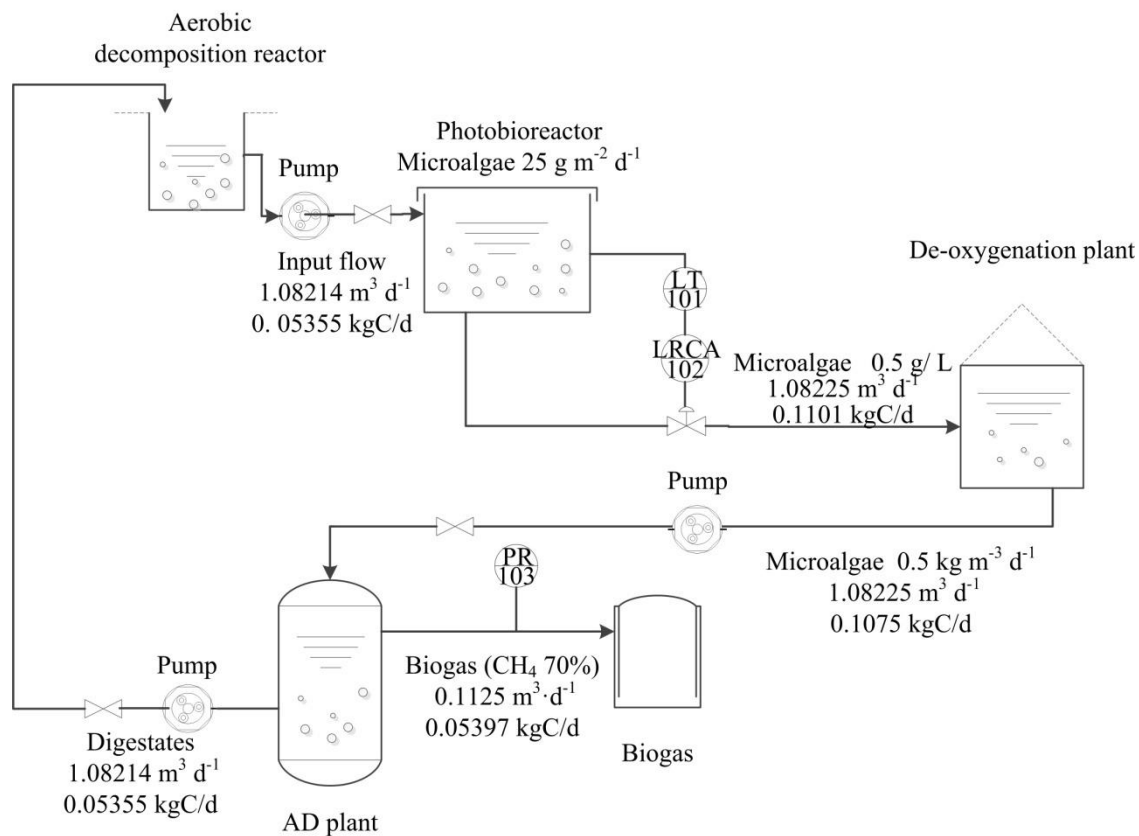 Aerobic
decomposition reactor
Pump
Photobioreactor
Microalgae 25 g m⁻² d⁻¹
Input flow
1.08214 m³ d⁻¹
0. 05355 kgC/d
LT
101
LRCA
102
De-oxygenation plant
Microalgae 0.5 g/ L
1.08225 m³ d⁻¹
0.1101 kgC/d
Pump
Microalgae 0.5 kg m⁻³ d⁻¹
1.08225 m³ d⁻¹
0.1075 kgC/d
PR
103
Biogas (CH₄ 70%)
0.1125 m³·d⁻¹
0.05397 kgC/d
Biogas
Pump
Digestates
1.08214 m³ d⁻¹
0.05355 kgC/d
AD plant